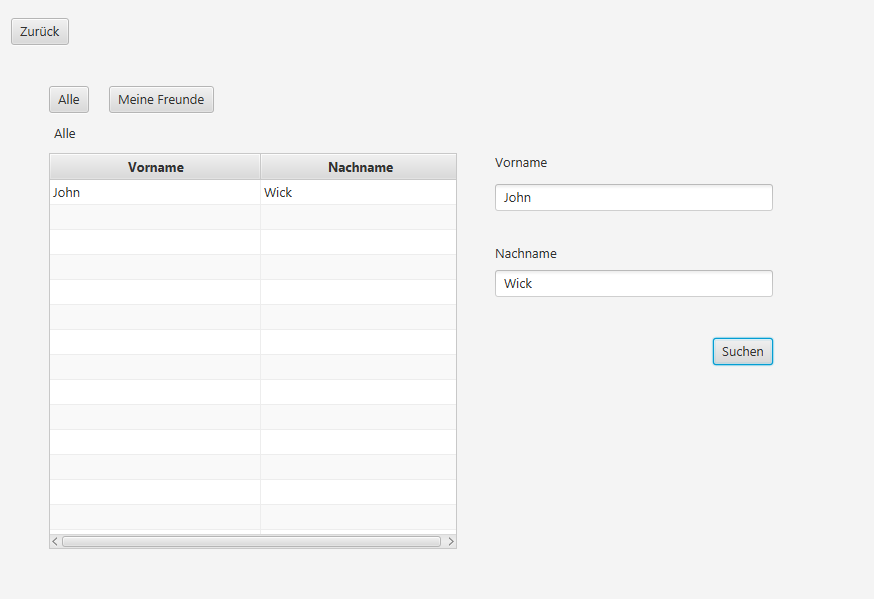 Zurück
Alle
Meine Freunde
Alle
Vorname Nachname
John Wick
Vorname
John
Nachname
Wick
Suchen